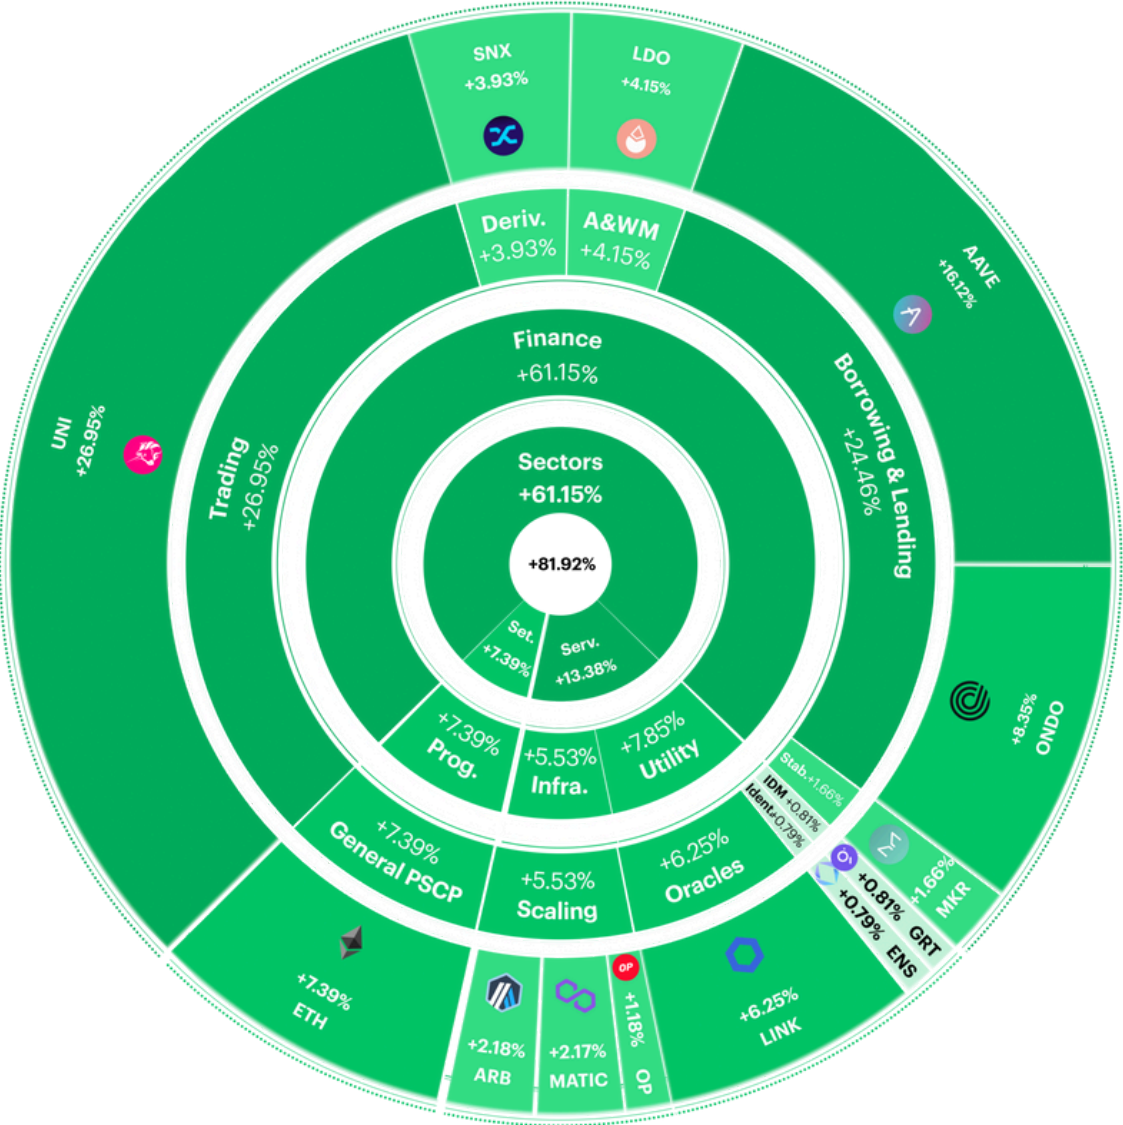 SNX
+3.93%
LDO
+4.15%
AAVE
+16.12%
UNI
+26.95%
Deriv.
+3.93%
A&WM
+4.15%
Trading
+26.95%
Borrowing & Lending
+24.46%
Finance
+61.15%
Sectors
+61.15%
+81.92%
Set.
+7.39%
Serv.
+13.38%
+7.39%
Prog.
+5.53%
Infra.
+7.85%
Utility
+8.35%
ONDO
Stab.+1.66%
IDM +0.81%
Ident+0.79%
+7.39%
General PSCP
+5.53%
Scaling
+6.25%
Oracles
+1.66%
MKR
+0.81% GRT
+0.79% ENS
+7.39%
ETH
+2.18%
ARB
+2.17%
MATIC
OP
+1.18% OP
+6.25%
LINK